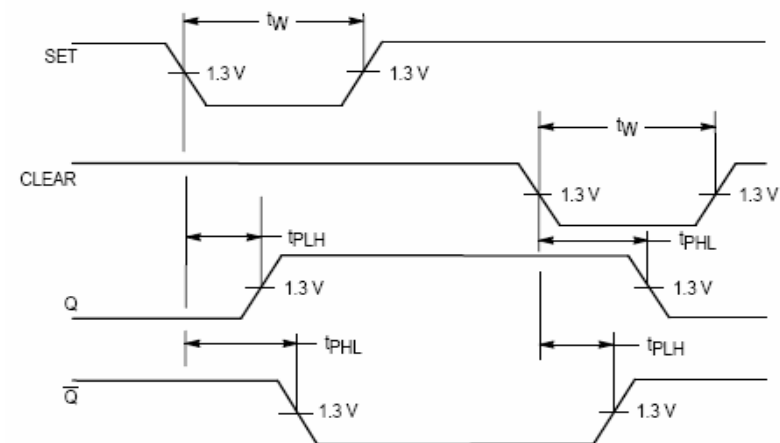 tW
SET
1.3 V
1.3 V
tW
CLEAR
1.3 V
1.3 V
tPLH
tPHL
Q
1.3 V
1.3 V
tPHL
tPLH
Q̅
1.3 V
1.3 V